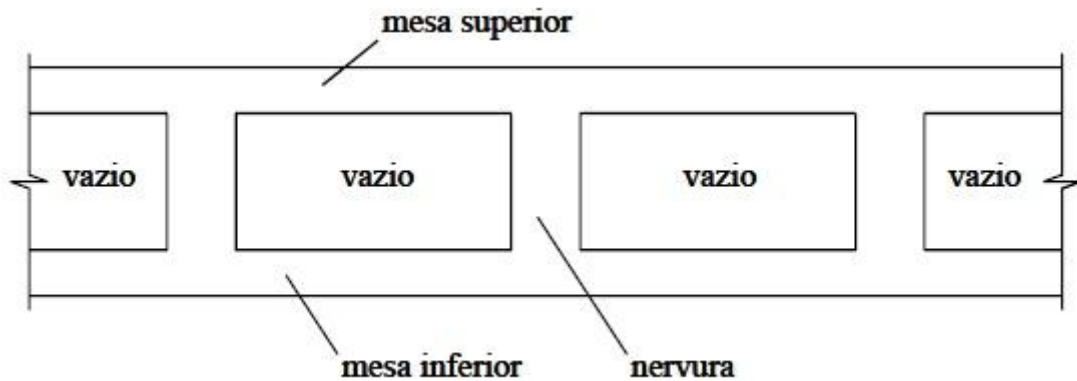 mesa superior
vazio vazio vazio vazio
mesa inferior nervura